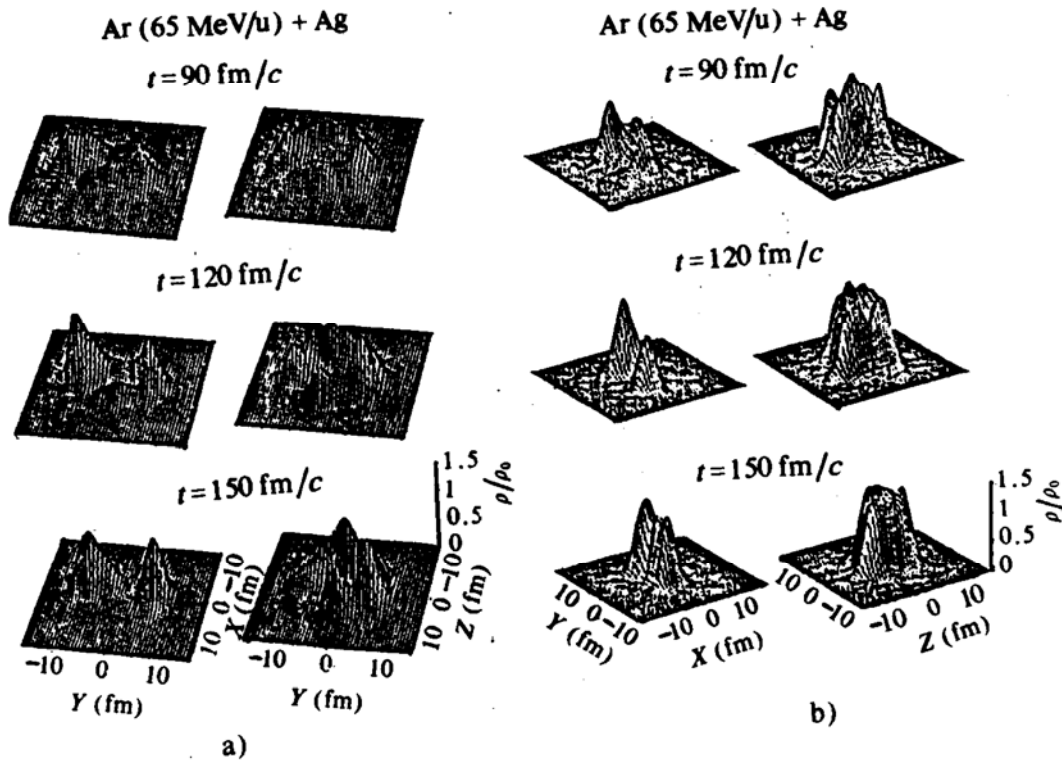 Ar (65 MeV/u) + Ag
t = 90 fm/c
t = 120 fm/c
t = 150 fm/c
1.5
1
0.5
0
ρ/ρ₀
10 0 −10
X (fm)
10 0 −10
Z (fm)
−10 0 10
Y (fm)
−10 0 10
Y (fm)
a)
Ar (65 MeV/u) + Ag
t = 90 fm/c
t = 120 fm/c
t = 150 fm/c
1.5
1
0.5
0
ρ/ρ₀
10 0 −10
Y (fm)
−10 0 10
X (fm)
10 0 −10
−10 0 10
Z (fm)
b)